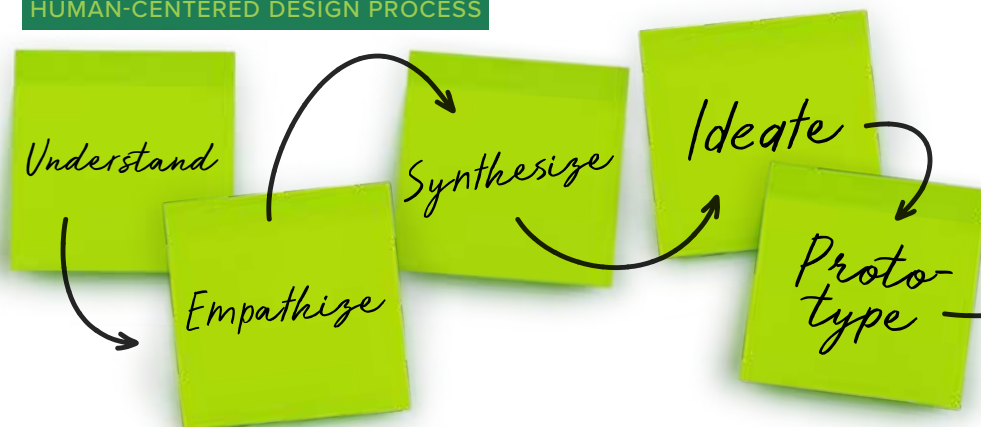 HUMAN-CENTERED DESIGN PROCESS
Understand
Empathize
Synthesize
Ideate
Proto-
type